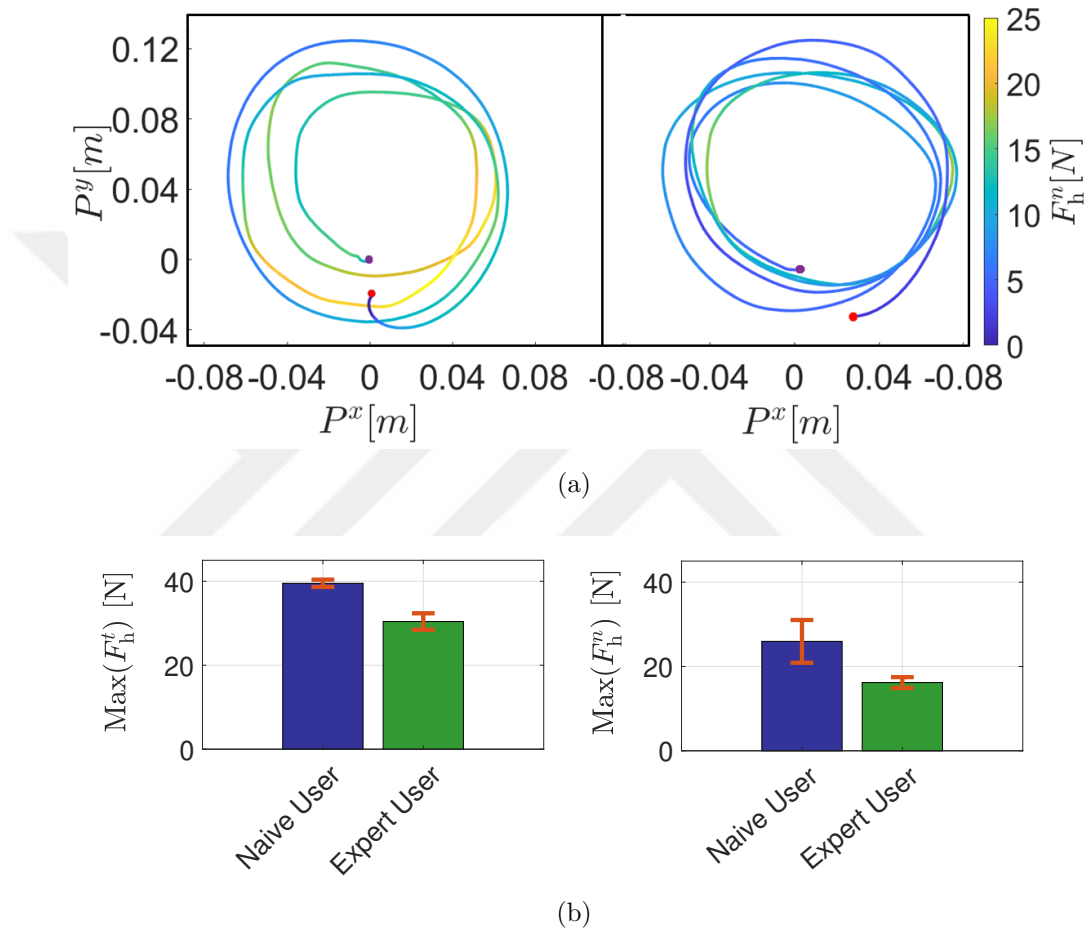 0.12
0.08
0.04
0
-0.04
P^y[m]
-0.08 -0.04 0 0.04 0.08
P^x[m]
-0.08 -0.04 0 0.04 -0.08
P^x[m]
25
20
15
10
5
0
F_h^n[N]
(a)
Max(F_h^t) [N]
40
20
0
Naive User
Expert User
Max(F_h^n) [N]
40
20
0
Naive User
Expert User
(b)